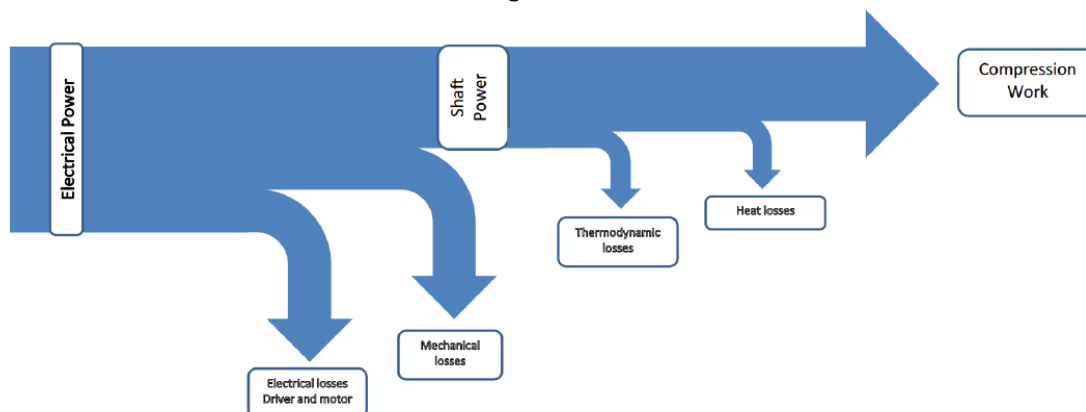 Electrical Power
Shaft
Power
Compression
Work
Thermodynamic
losses
Heat losses
Mechanical
losses
Electrical losses
Driver and motor